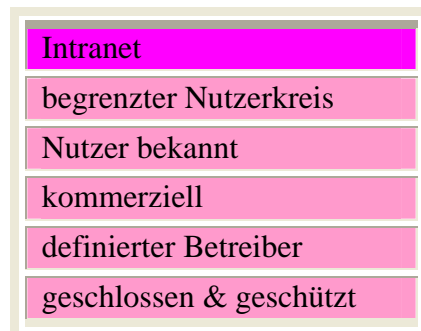 Intranet
begrenzter Nutzerkreis
Nutzer bekannt
kommerziell
definierter Betreiber
geschlossen & geschützt